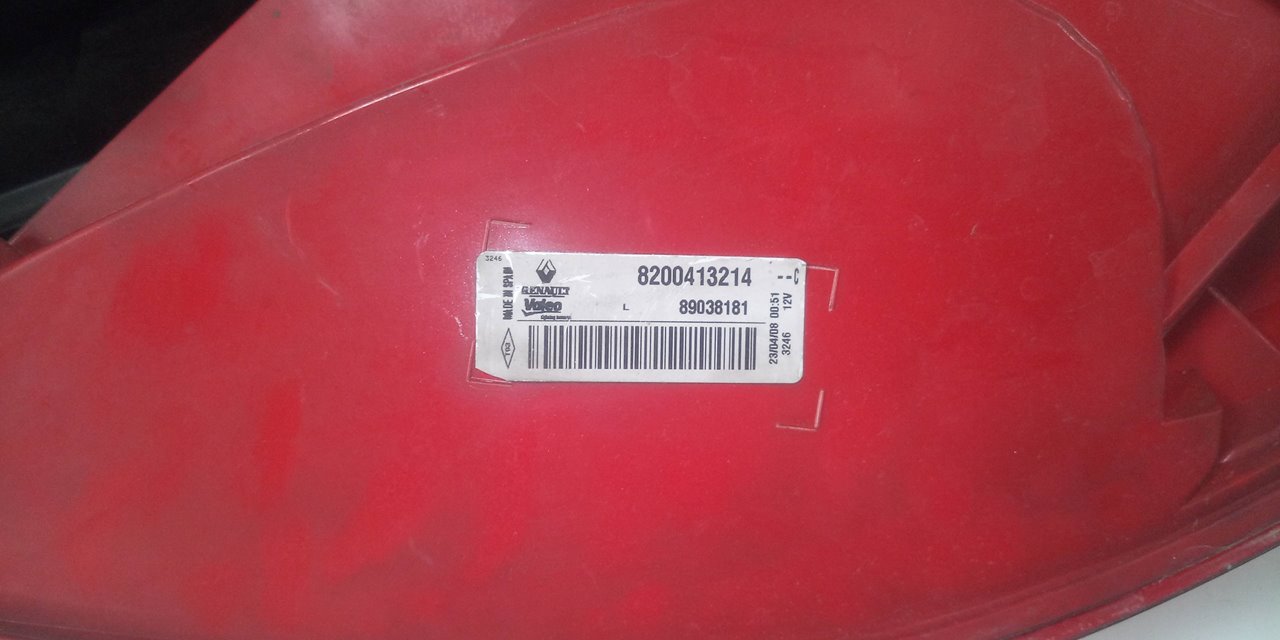 3246
MADE IN SPAIN
RENAULT
Valeo
8200413214
--C
L
89038181
23/04/08 00:51
3246 12V